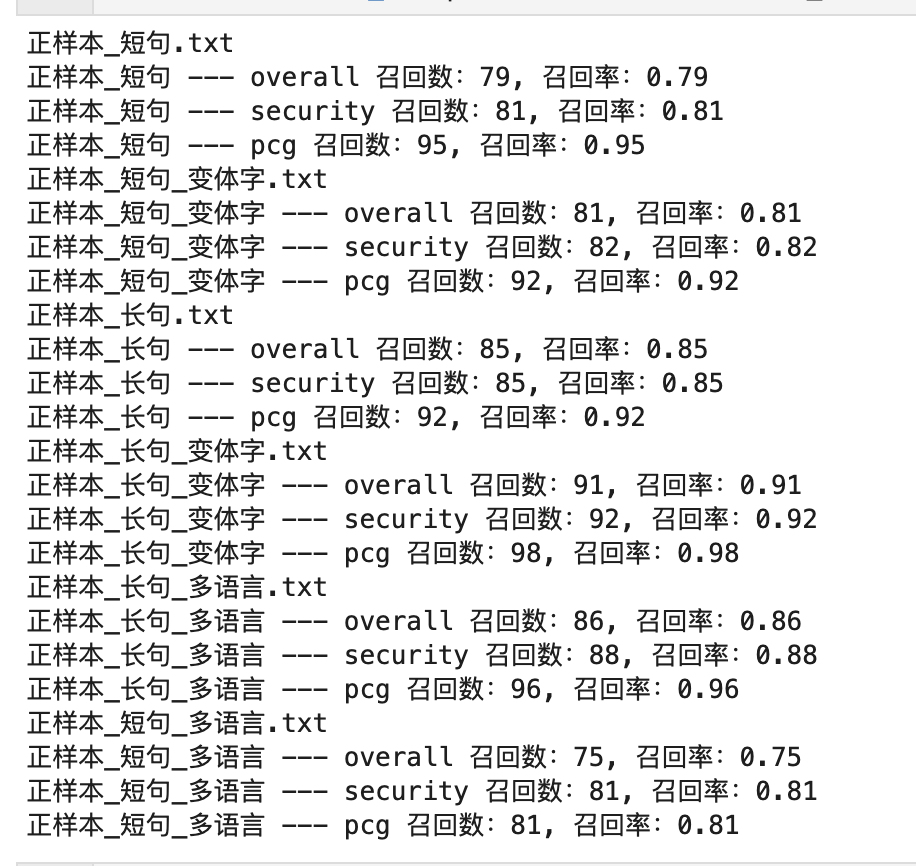 正样本_短句.txt
正样本_短句 --- overall 召回数: 79, 召回率: 0.79
正样本_短句 --- security 召回数: 81, 召回率: 0.81
正样本_短句 --- pcg 召回数: 95, 召回率: 0.95
正样本_短句_变体字.txt
正样本_短句_变体字 --- overall 召回数: 81, 召回率: 0.81
正样本_短句_变体字 --- security 召回数: 82, 召回率: 0.82
正样本_短句_变体字 --- pcg 召回数: 92, 召回率: 0.92
正样本_长句.txt
正样本_长句 --- overall 召回数: 85, 召回率: 0.85
正样本_长句 --- security 召回数: 85, 召回率: 0.85
正样本_长句 --- pcg 召回数: 92, 召回率: 0.92
正样本_长句_变体字.txt
正样本_长句_变体字 --- overall 召回数: 91, 召回率: 0.91
正样本_长句_变体字 --- security 召回数: 92, 召回率: 0.92
正样本_长句_变体字 --- pcg 召回数: 98, 召回率: 0.98
正样本_长句_多语言.txt
正样本_长句_多语言 --- overall 召回数: 86, 召回率: 0.86
正样本_长句_多语言 --- security 召回数: 88, 召回率: 0.88
正样本_长句_多语言 --- pcg 召回数: 96, 召回率: 0.96
正样本_短句_多语言.txt
正样本_短句_多语言 --- overall 召回数: 75, 召回率: 0.75
正样本_短句_多语言 --- security 召回数: 81, 召回率: 0.81
正样本_短句_多语言 --- pcg 召回数: 81, 召回率: 0.81